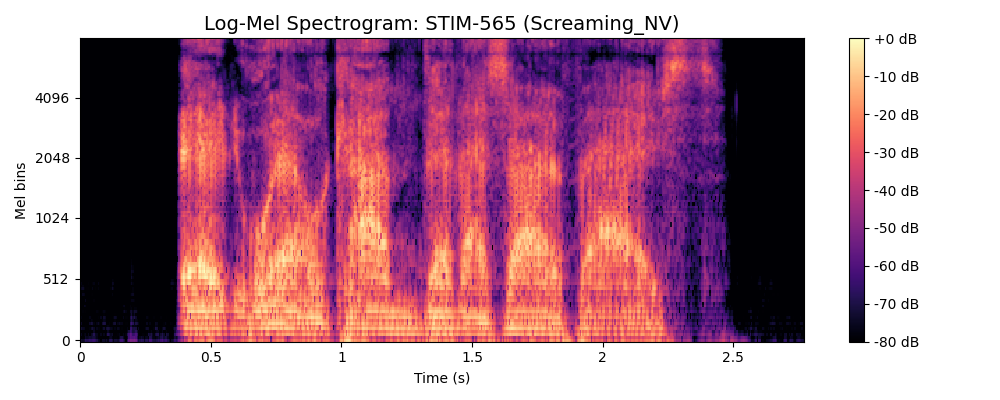 Log-Mel Spectrogram: STIM-565 (Screaming_NV)
Mel bins
4096
2048
1024
512
0
0
0.5
1
1.5
2
2.5
Time (s)
+0 dB
-10 dB
-20 dB
-30 dB
-40 dB
-50 dB
-60 dB
-70 dB
-80 dB